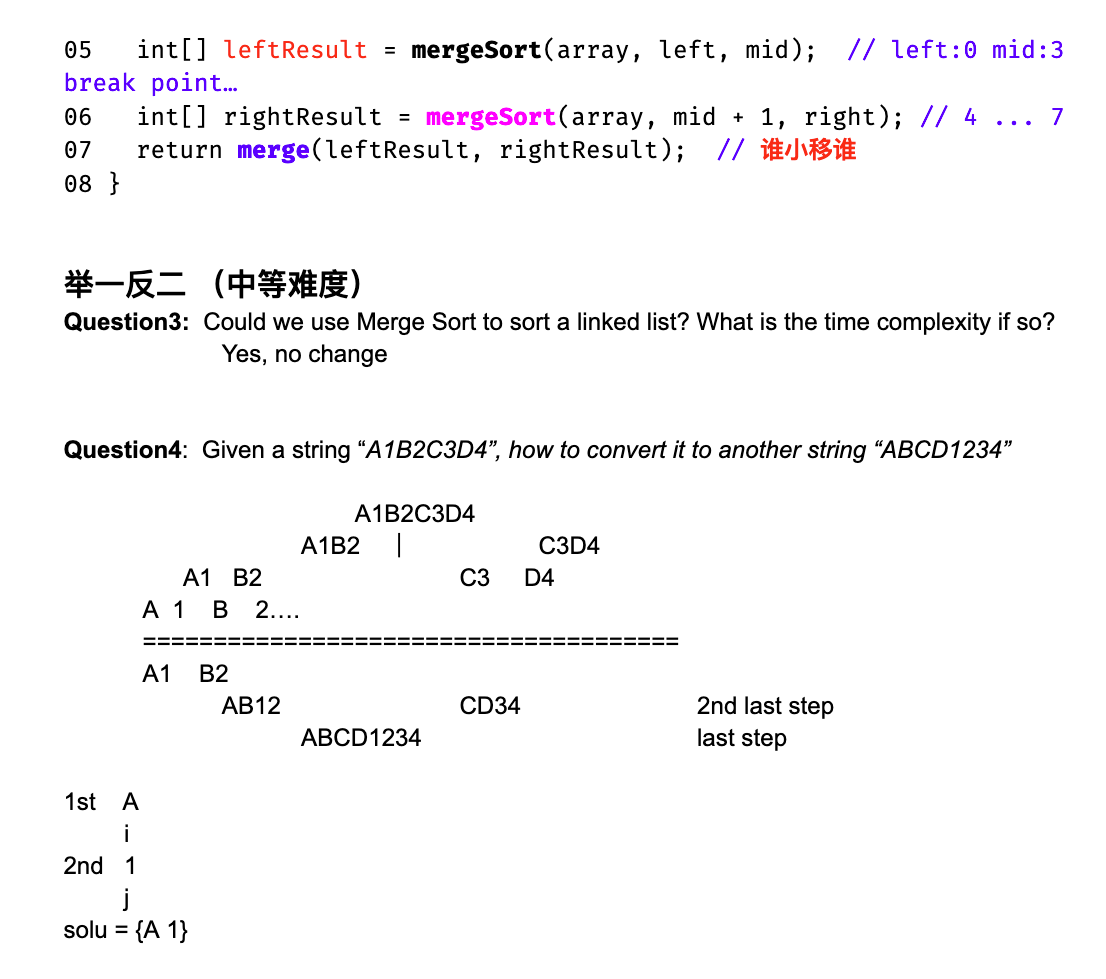 05   int[] leftResult = mergeSort(array, left, mid);  // left:0 mid:3
break point…
06   int[] rightResult = mergeSort(array, mid + 1, right); // 4 ... 7
07   return merge(leftResult, rightResult);  // 谁小移谁
08 }
举一反二 （中等难度）
Question3:  Could we use Merge Sort to sort a linked list? What is the time complexity if so?
Yes, no change
Question4:  Given a string “A1B2C3D4”, how to convert it to another string “ABCD1234”
A1B2C3D4
A1B2     |     C3D4
A1   B2     C3     D4
A  1    B    2….
======================================
A1    B2
AB12     CD34     2nd last step
ABCD1234     last step
1st    A
i
2nd   1
j
solu = {A 1}